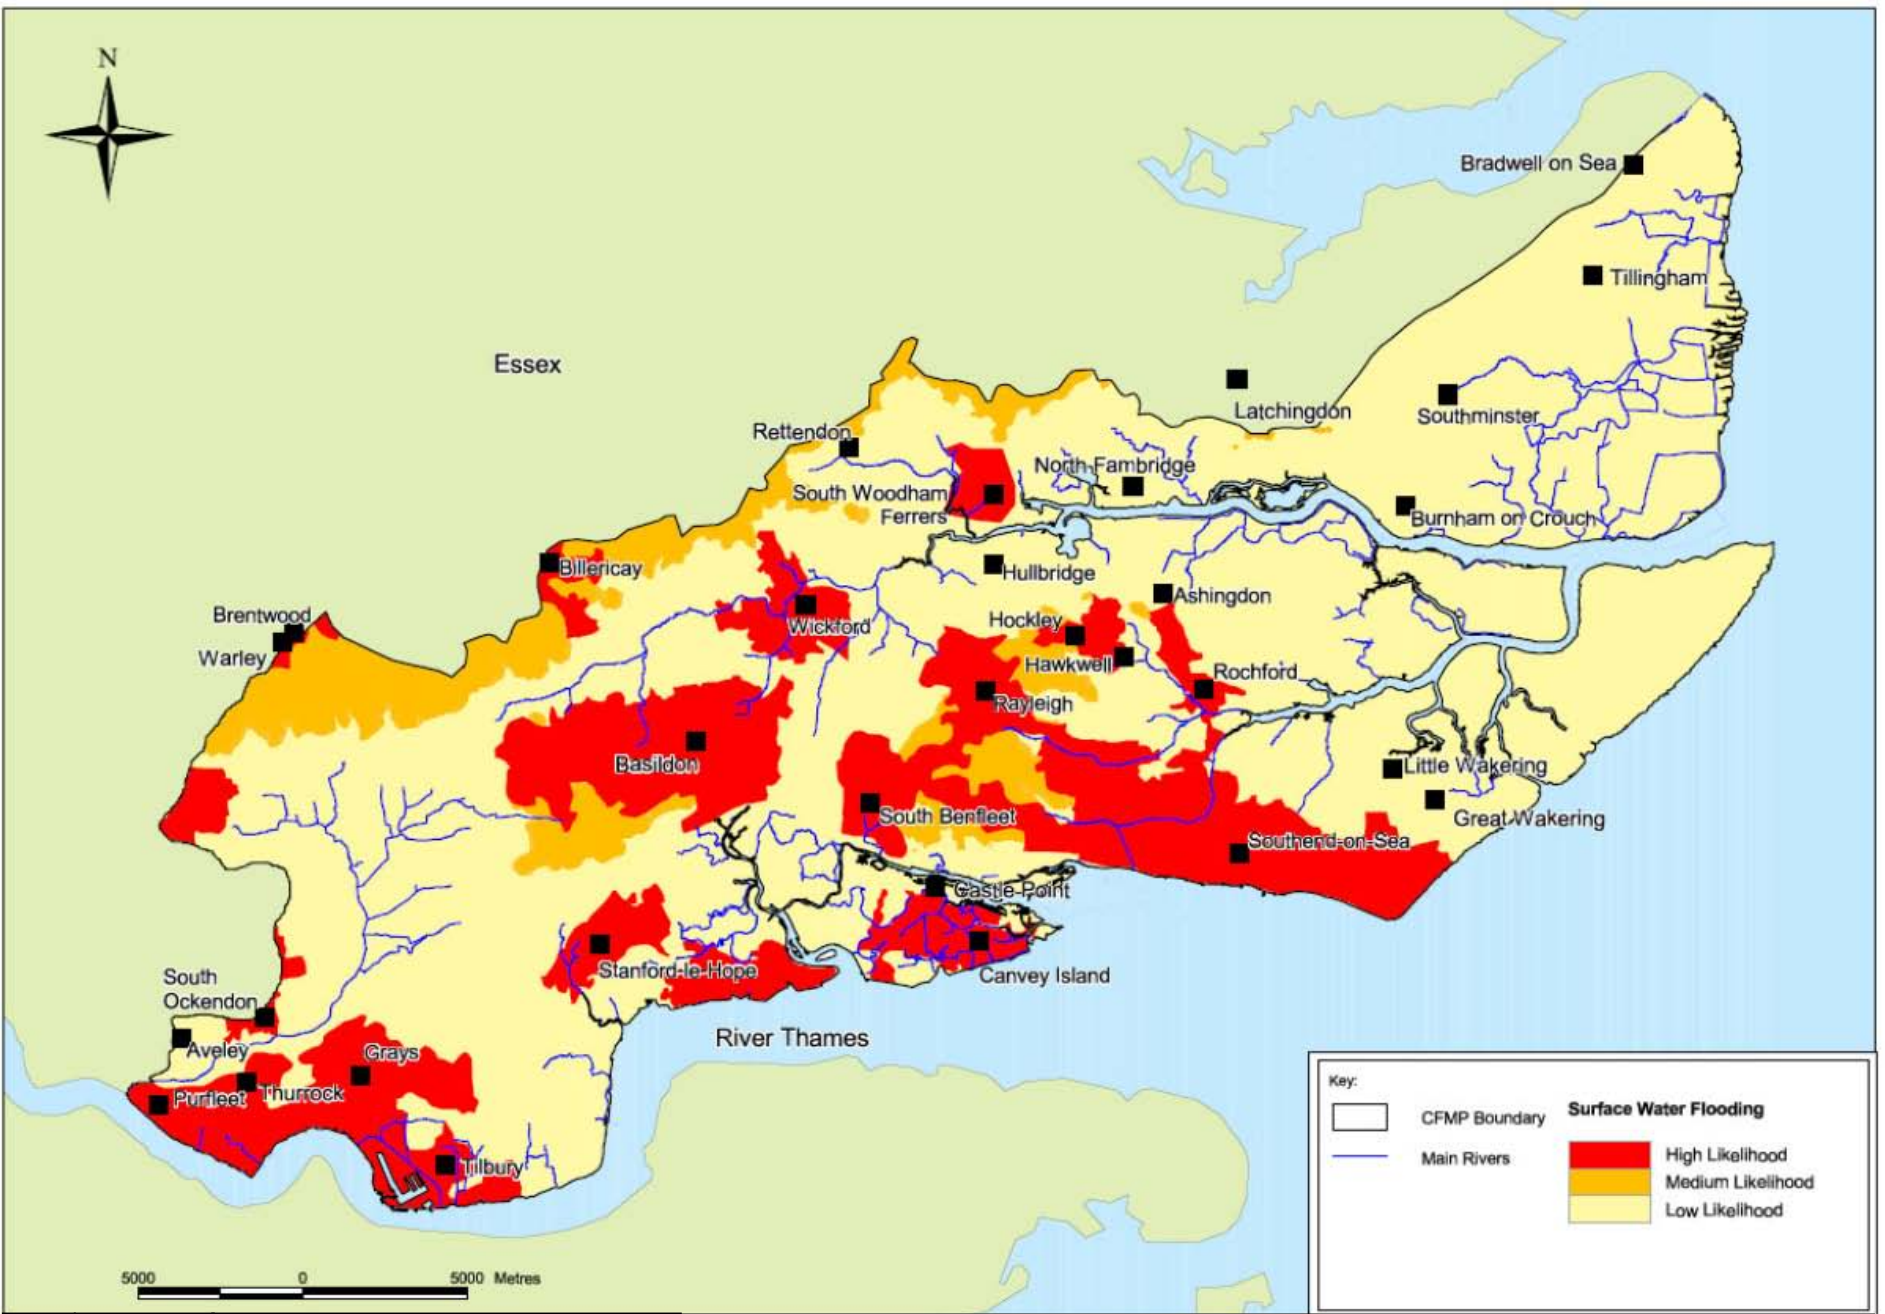 N
Bradwell on Sea
Tillingham
Essex
Latchingdon
Southminster
Rettendon
North Fambridge
South Woodham
Ferrers
Burnham on Crouch
Billericay
Hullbridge
Ashingdon
Brentwood
Hockley
Wickford
Warley
Hawkwell
Rochford
Rayleigh
Basildon
Little Wakering
South Benfleet
Great Wakering
Southend-on-Sea
Castle Point
Stanford-le-Hope
Canvey Island
South
Ockendon
River Thames
Aveley
Grays
Thurrock
Purfleet
Tilbury
Key:
CFMP Boundary
Main Rivers
Surface Water Flooding
High Likelihood
Medium Likelihood
Low Likelihood
5000 0 5000 Metres